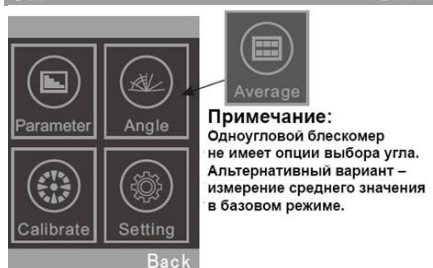 Average
Parameter
Angle
Примечание:
Одноугловой блескомер
не имеет опции выбора угла.
Альтернативный вариант –
измерение среднего значения
в базовом режиме.
Calibrate
Setting
Back